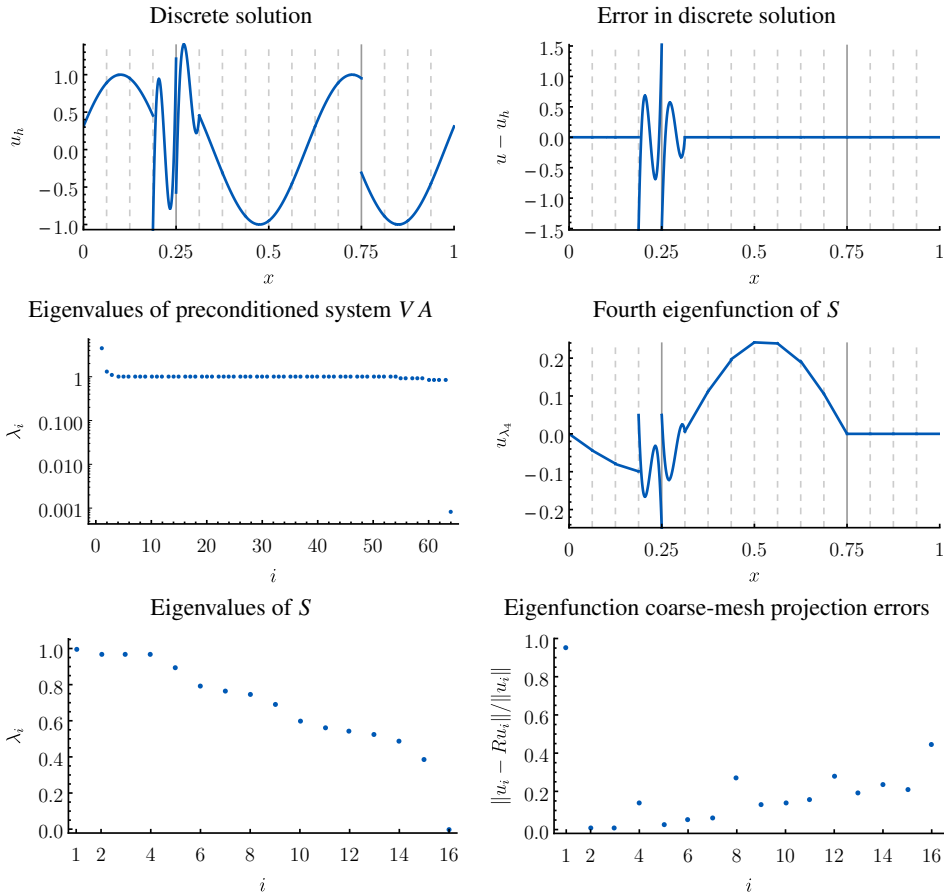 Discrete solution
u_h
1.0
0.5
0.0
−0.5
−1.0
0 0.25 0.5 0.75 1
x
Error in discrete solution
u − u_h
1.5
1.0
0.5
0.0
−0.5
−1.0
−1.5
0 0.25 0.5 0.75 1
x
Eigenvalues of preconditioned system V A
λ_i
1
0.100
0.010
0.001
0 10 20 30 40 50 60
i
Fourth eigenfunction of S
u_{λ_4}
0.2
0.1
0.0
−0.1
−0.2
0 0.25 0.5 0.75 1
x
Eigenvalues of S
λ_i
1.0
0.8
0.6
0.4
0.2
0.0
1 2 4 6 8 10 12 14 16
i
Eigenfunction coarse-mesh projection errors
||u_i − Ru_i||/||u_i||
1.0
0.8
0.6
0.4
0.2
0.0
1 2 4 6 8 10 12 14 16
i